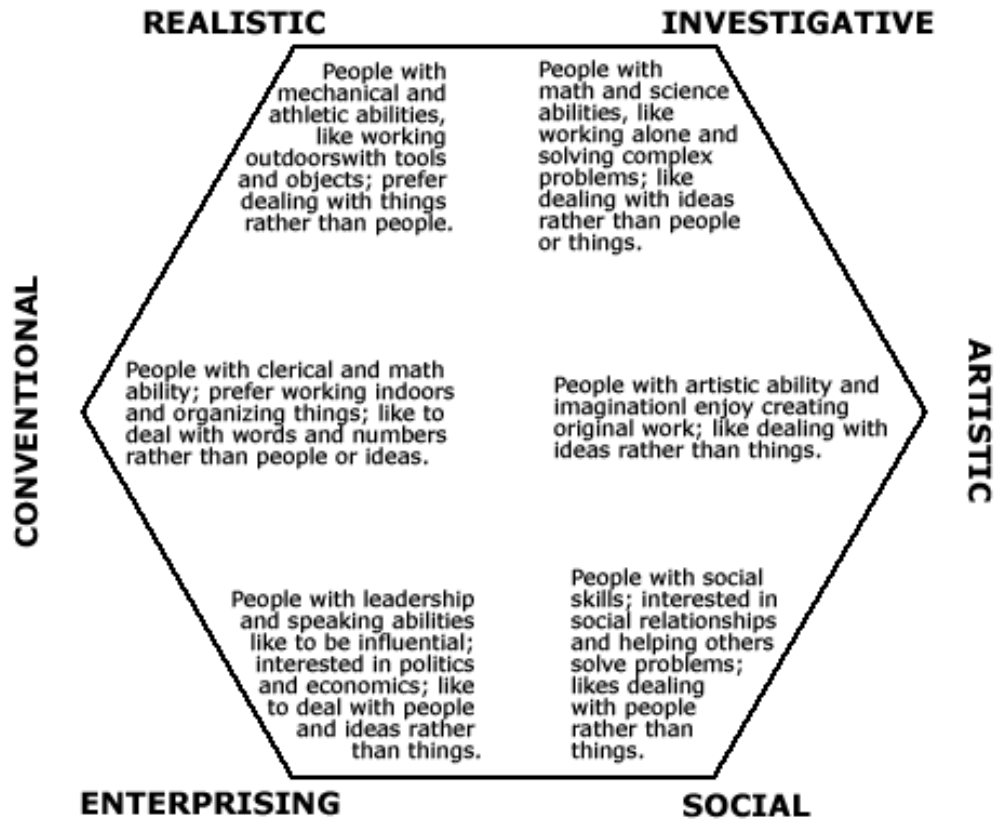 REALISTIC
INVESTIGATIVE
People with
mechanical and
athletic abilities,
like working
outdoorswith tools
and objects; prefer
dealing with things
rather than people.
People with
math and science
abilities, like
working alone and
solving complex
problems; like
dealing with ideas
rather than people
or things.
CONVENTIONAL
People with clerical and math
ability; prefer working indoors
and organizing things; like to
deal with words and numbers
rather than people or ideas.
People with artistic ability and
imaginationl enjoy creating
original work; like dealing with
ideas rather than things.
ARTISTIC
People with leadership
and speaking abilities
like to be influential;
interested in politics
and economics; like
to deal with people
and ideas rather
than things.
People with social
skills; interested in
social relationships
and helping others
solve problems;
likes dealing
with people
rather than
things.
ENTERPRISING
SOCIAL